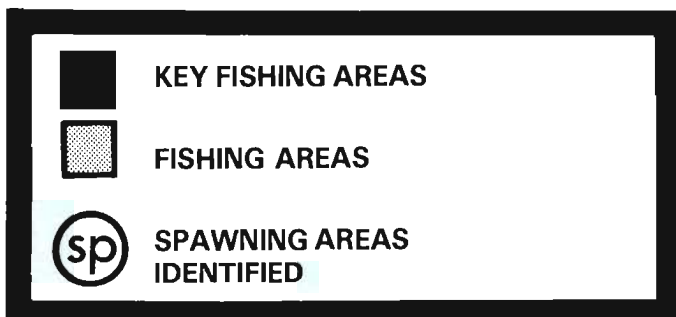 KEY FISHING AREAS
FISHING AREAS
sp SPAWNING AREAS
IDENTIFIED